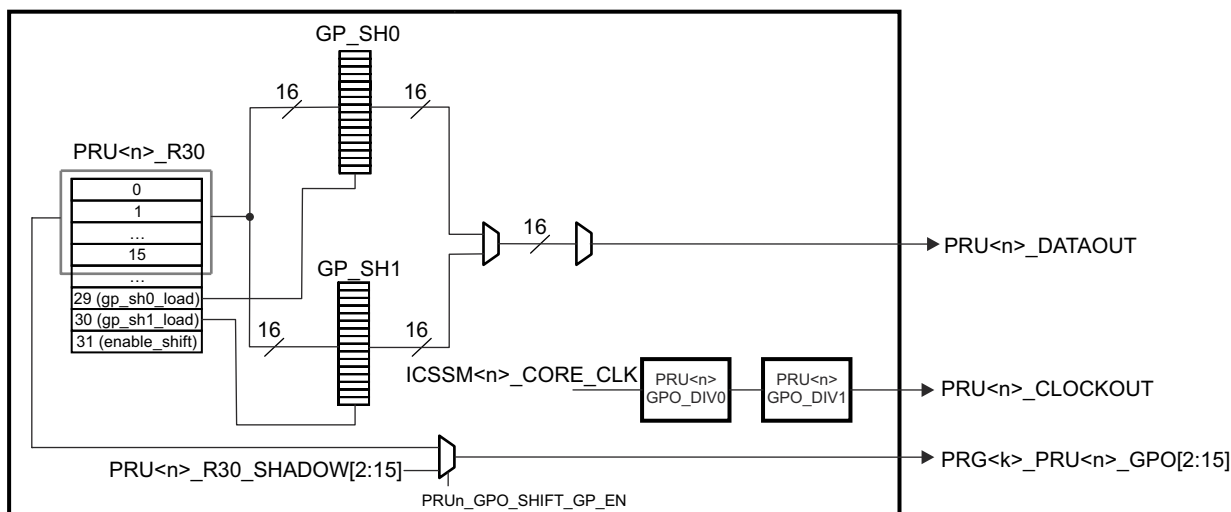 GP_SH0
16
16
PRU<n>_R30
0
1
...
15
...
29 (gp_sh0_load)
30 (gp_sh1_load)
31 (enable_shift)
GP_SH1
16
16
16
PRU<n>_DATAOUT
ICSSM<n>_CORE_CLK
PRU<n>
GPO_DIV0
PRU<n>
GPO_DIV1
PRU<n>_CLOCKOUT
PRU<n>_R30_SHADOW[2:15]
PRUn_GPO_SHIFT_GP_EN
PRG<k>_PRU<n>_GPO[2:15]